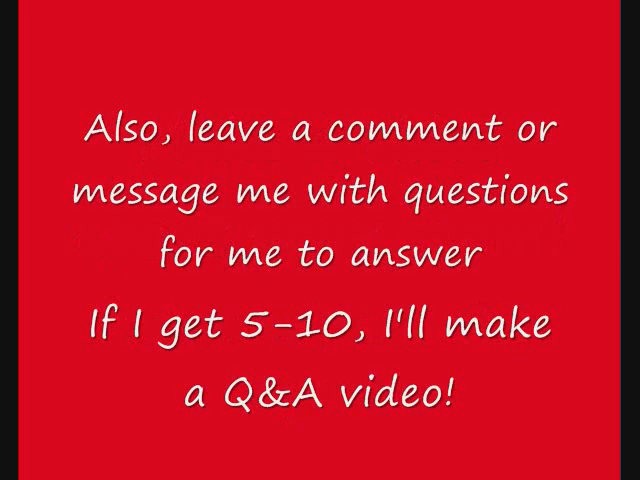 Also, leave a comment or
message me with questions
for me to answer
If I get 5-10, I'll make
a Q&A video!